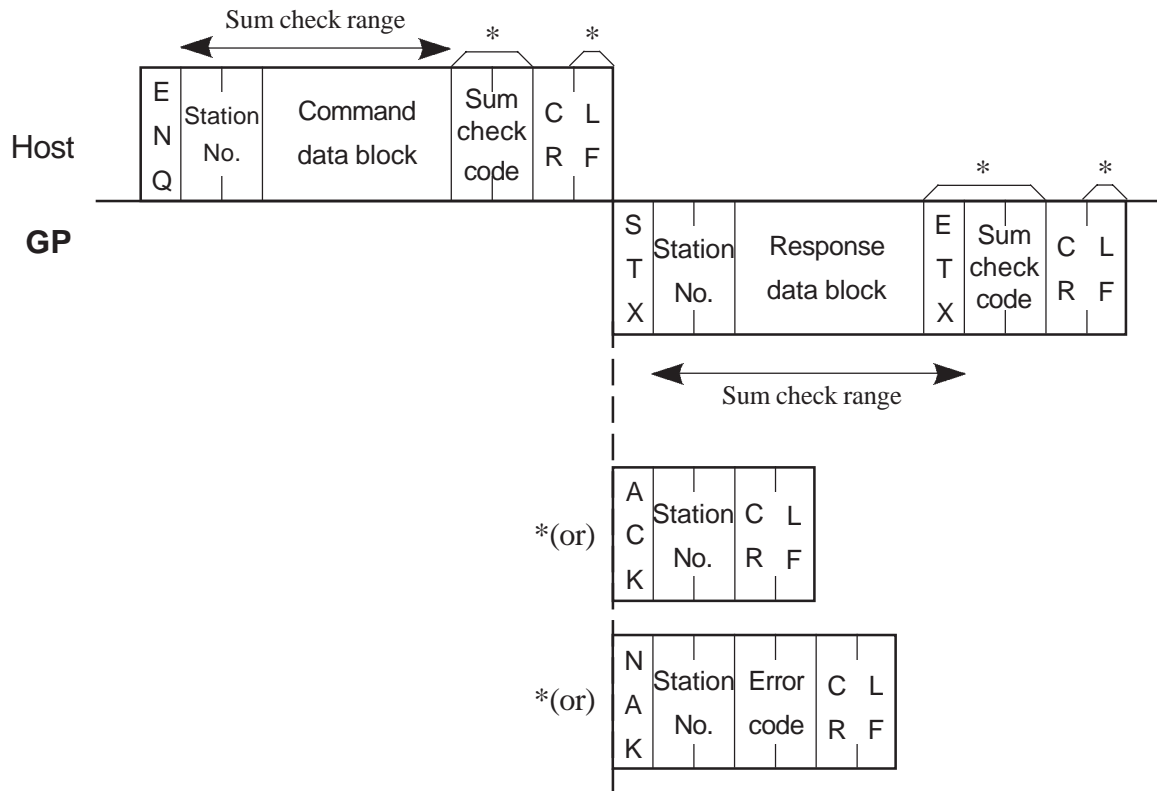 Sum check range
*
*
Host
E
N
Q
Station
No.
Command
data block
Sum
check
code
C
R
L
F
GP
*
*
S
T
X
Station
No.
Response
data block
E
T
X
Sum
check
code
C
R
L
F
Sum check range
*(or)
A
C
K
Station
No.
C
R
L
F
*(or)
N
A
K
Station
No.
Error
code
C
R
L
F